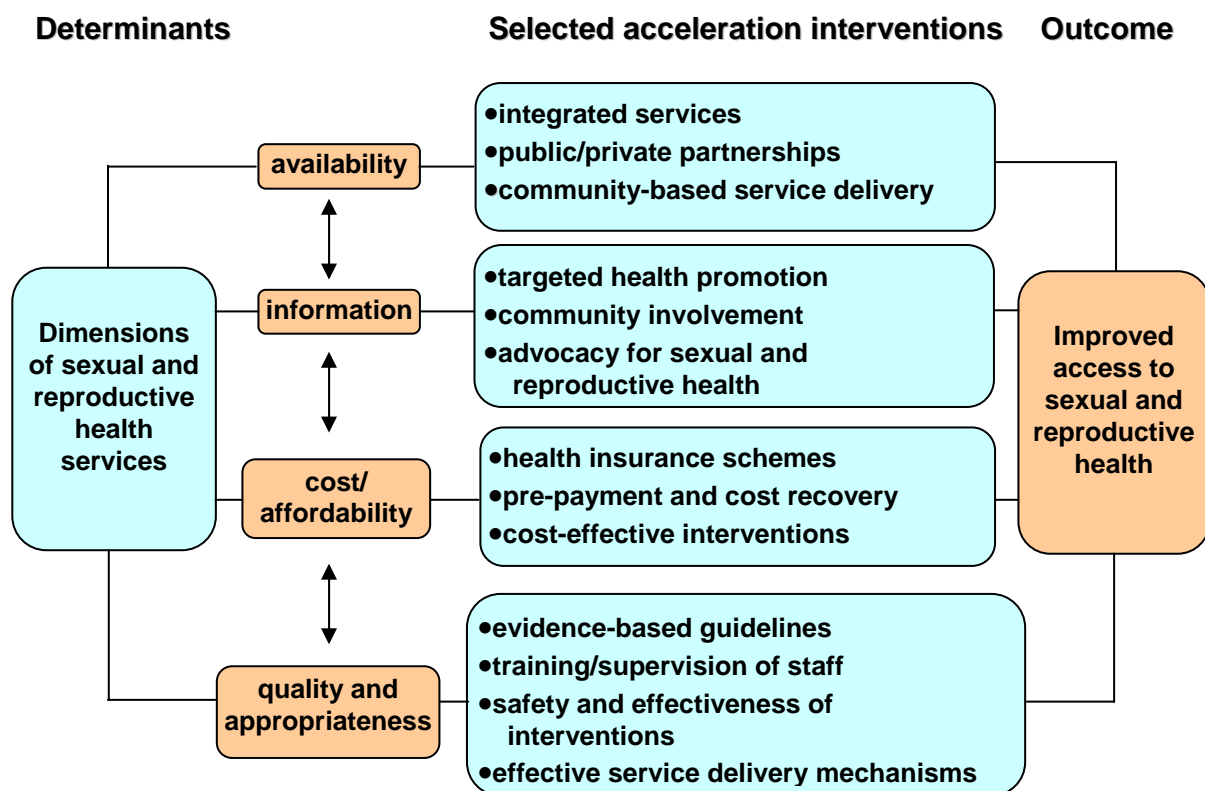 Determinants
Selected acceleration interventions
Outcome
Dimensions
of sexual and
reproductive
health
services
availability
•integrated services
•public/private partnerships
•community-based service delivery
information
•targeted health promotion
•community involvement
•advocacy for sexual and
reproductive health
cost/
affordability
•health insurance schemes
•pre-payment and cost recovery
•cost-effective interventions
quality and
appropriateness
•evidence-based guidelines
•training/supervision of staff
•safety and effectiveness of
interventions
•effective service delivery mechanisms
Improved
access to
sexual and
reproductive
health